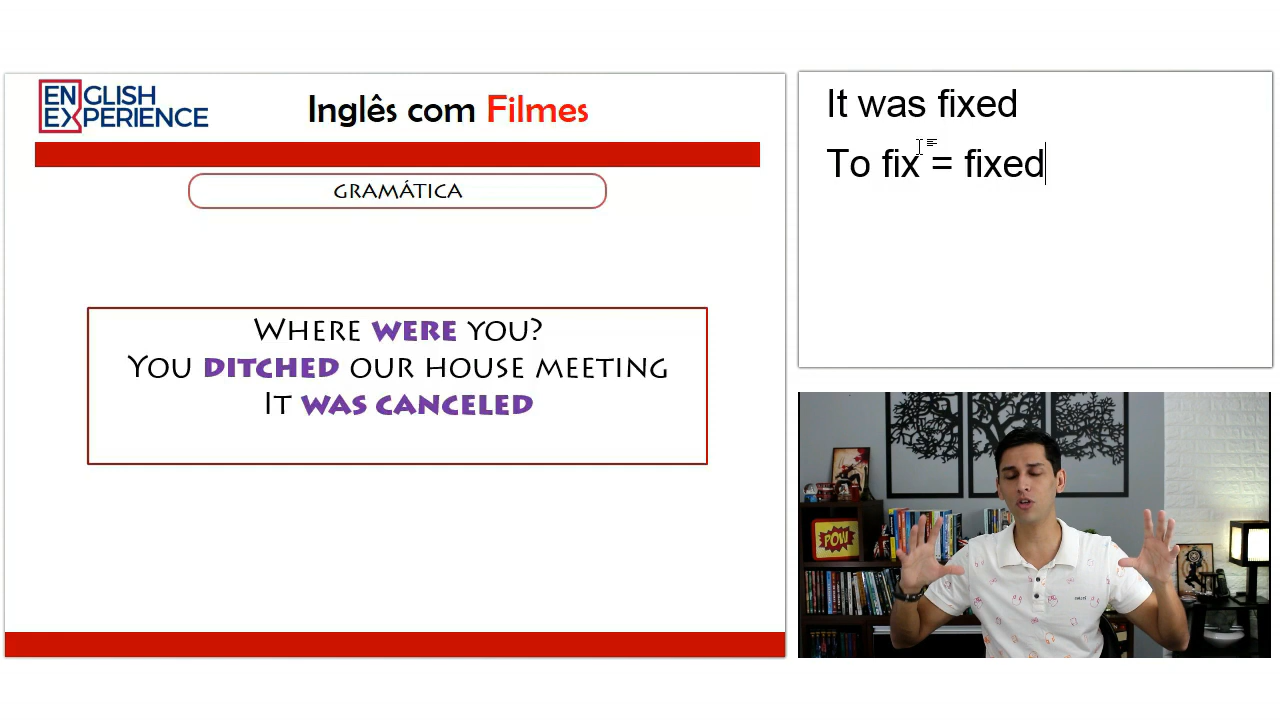 ENGLISH
EXPERIENCE
Inglês com Filmes
GRAMÁTICA
WHERE WERE YOU?
YOU DITCHED OUR HOUSE MEETING
IT WAS CANCELED
It was fixed
To fix = fixed
POW